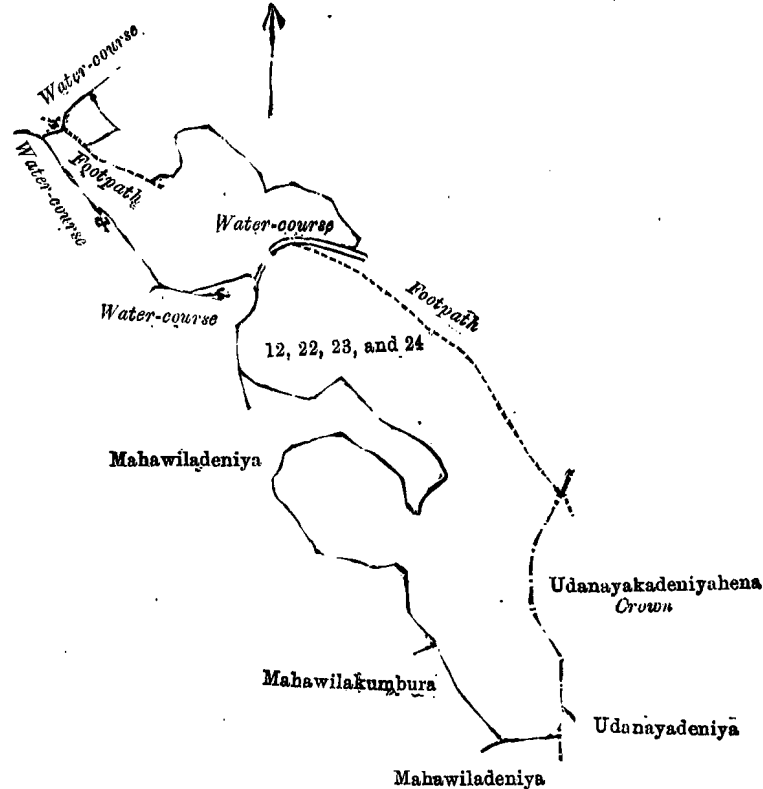 Water-course
Water-course
Footpath
Water-course
Water-course
Footpath
12, 22, 23, and 24
Mahawiladeniya
Udanayakadeniyahena
Crown
Mahawilakumbura
Udanayadeniya
Mahawiladeniya